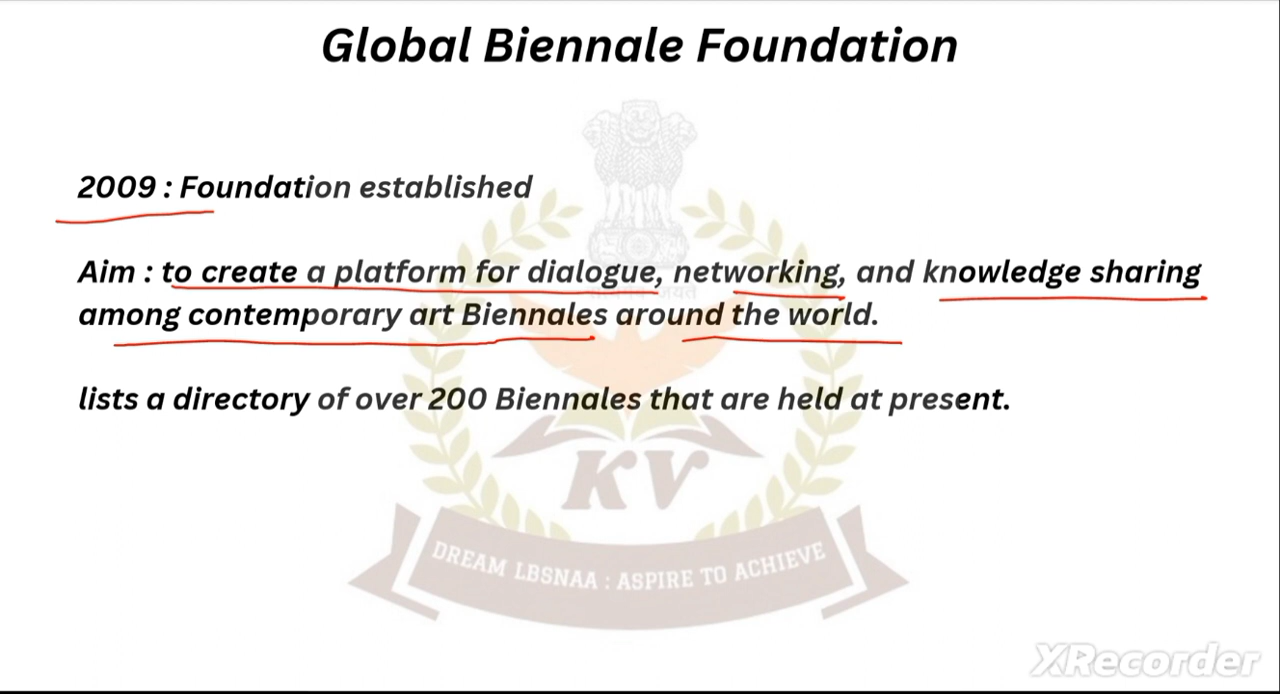 Global Biennale Foundation
2009 : Foundation established
Aim : to create a platform for dialogue, networking, and knowledge sharing
among contemporary art Biennales around the world.
lists a directory of over 200 Biennales that are held at present.
KV
DREAM LBSNAA : ASPIRE TO ACHIEVE
XRecorder